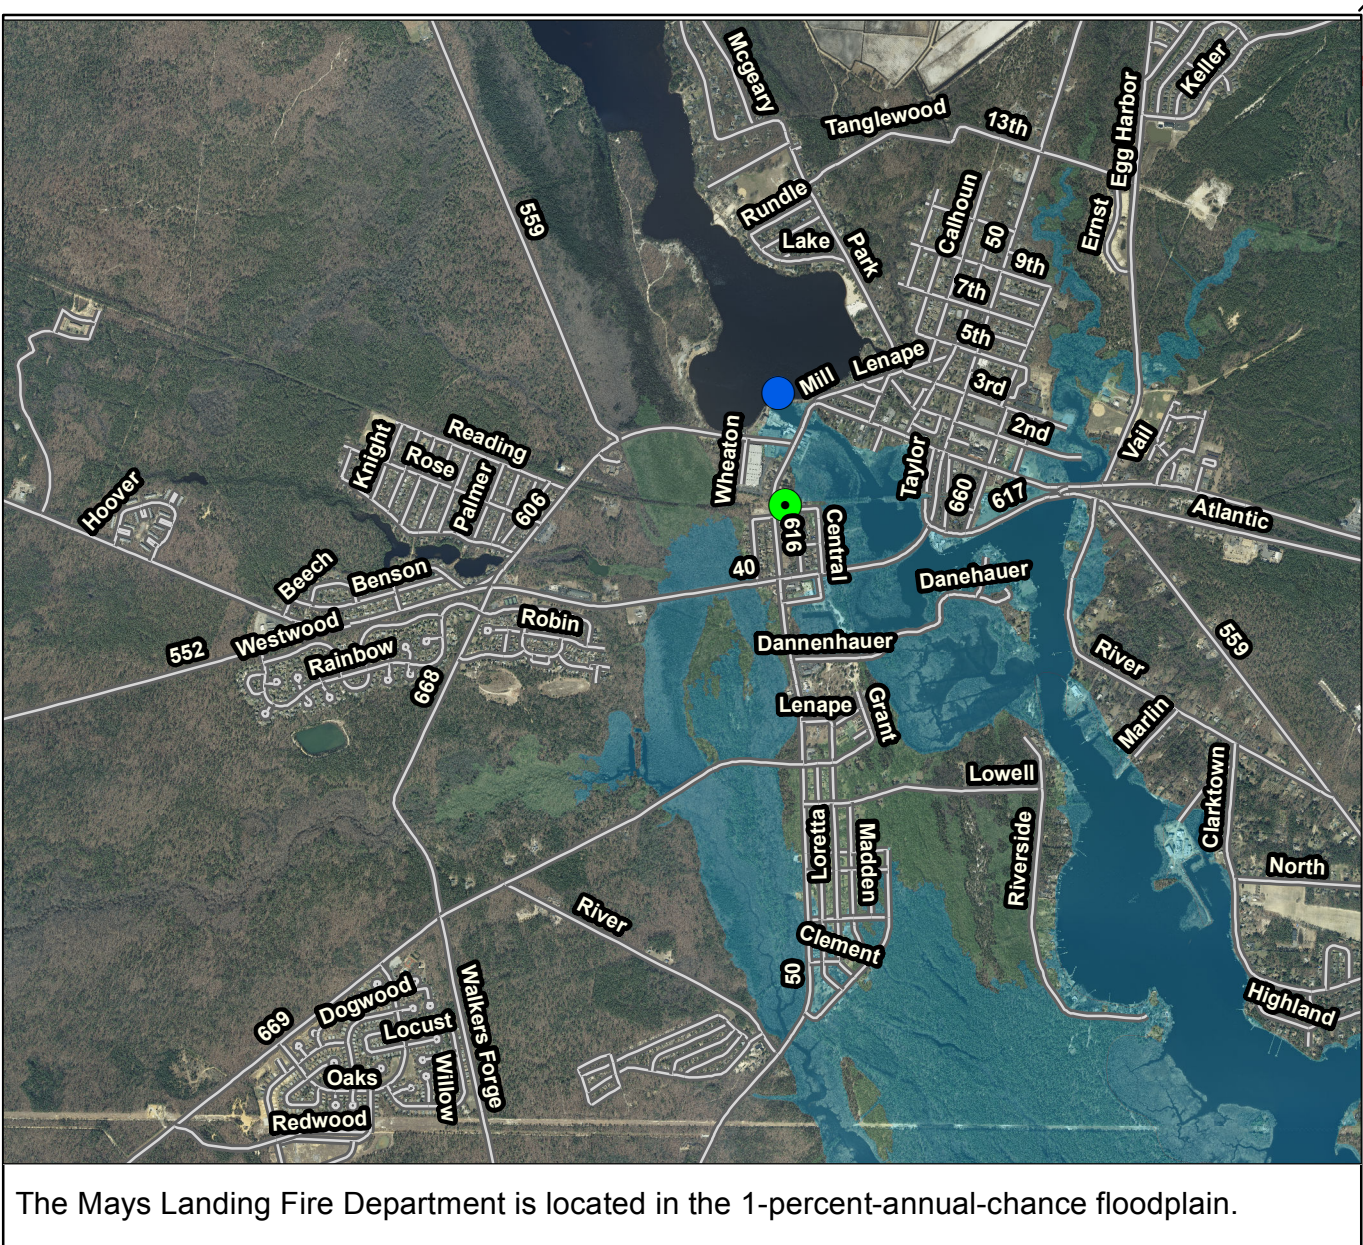 Mcgeary
Keller
Tanglewood
13th
Egg Harbor
559
Rundle
Calhoun
Ernst
Lake
Park
50
9th
7th
5th
Mill
Lenape
3rd
Knight
Reading
Rose
Palmer
Wheaton
2nd
Vail
Taylor
Hoover
606
660
617
Atlantic
616
Central
Beech
Benson
40
Danehauer
552
Westwood
Robin
Rainbow
Dannenhauer
559
668
River
Lenape
Grant
Marlin
Lowell
Clarktown
Loretta
Madden
Riverside
North
River
Clement
50
Dogwood
Walkers Forge
669
Locust
Highland
Oaks
Willow
Redwood
The Mays Landing Fire Department is located in the 1-percent-annual-chance floodplain.